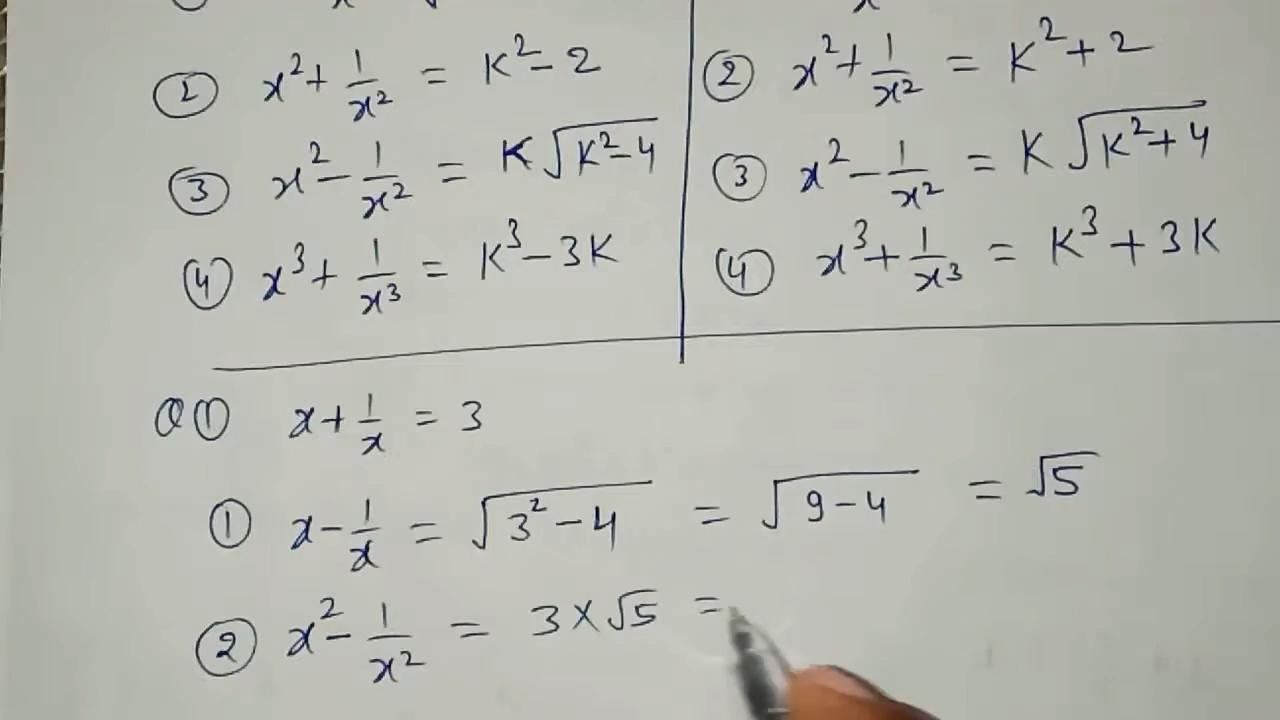 ② x² + 1/x² = K² - 2
③ x² - 1/x² = K√(K² - 4)
④ x³ + 1/x³ = K³ - 3K
② x² + 1/x² = K² + 2
③ x² - 1/x² = K√(K² + 4)
④ x³ + 1/x³ = K³ + 3K
Q① x + 1/x = 3
① x - 1/x = √(3² - 4) = √(9 - 4) = √5
② x² - 1/x² = 3 × √5 =